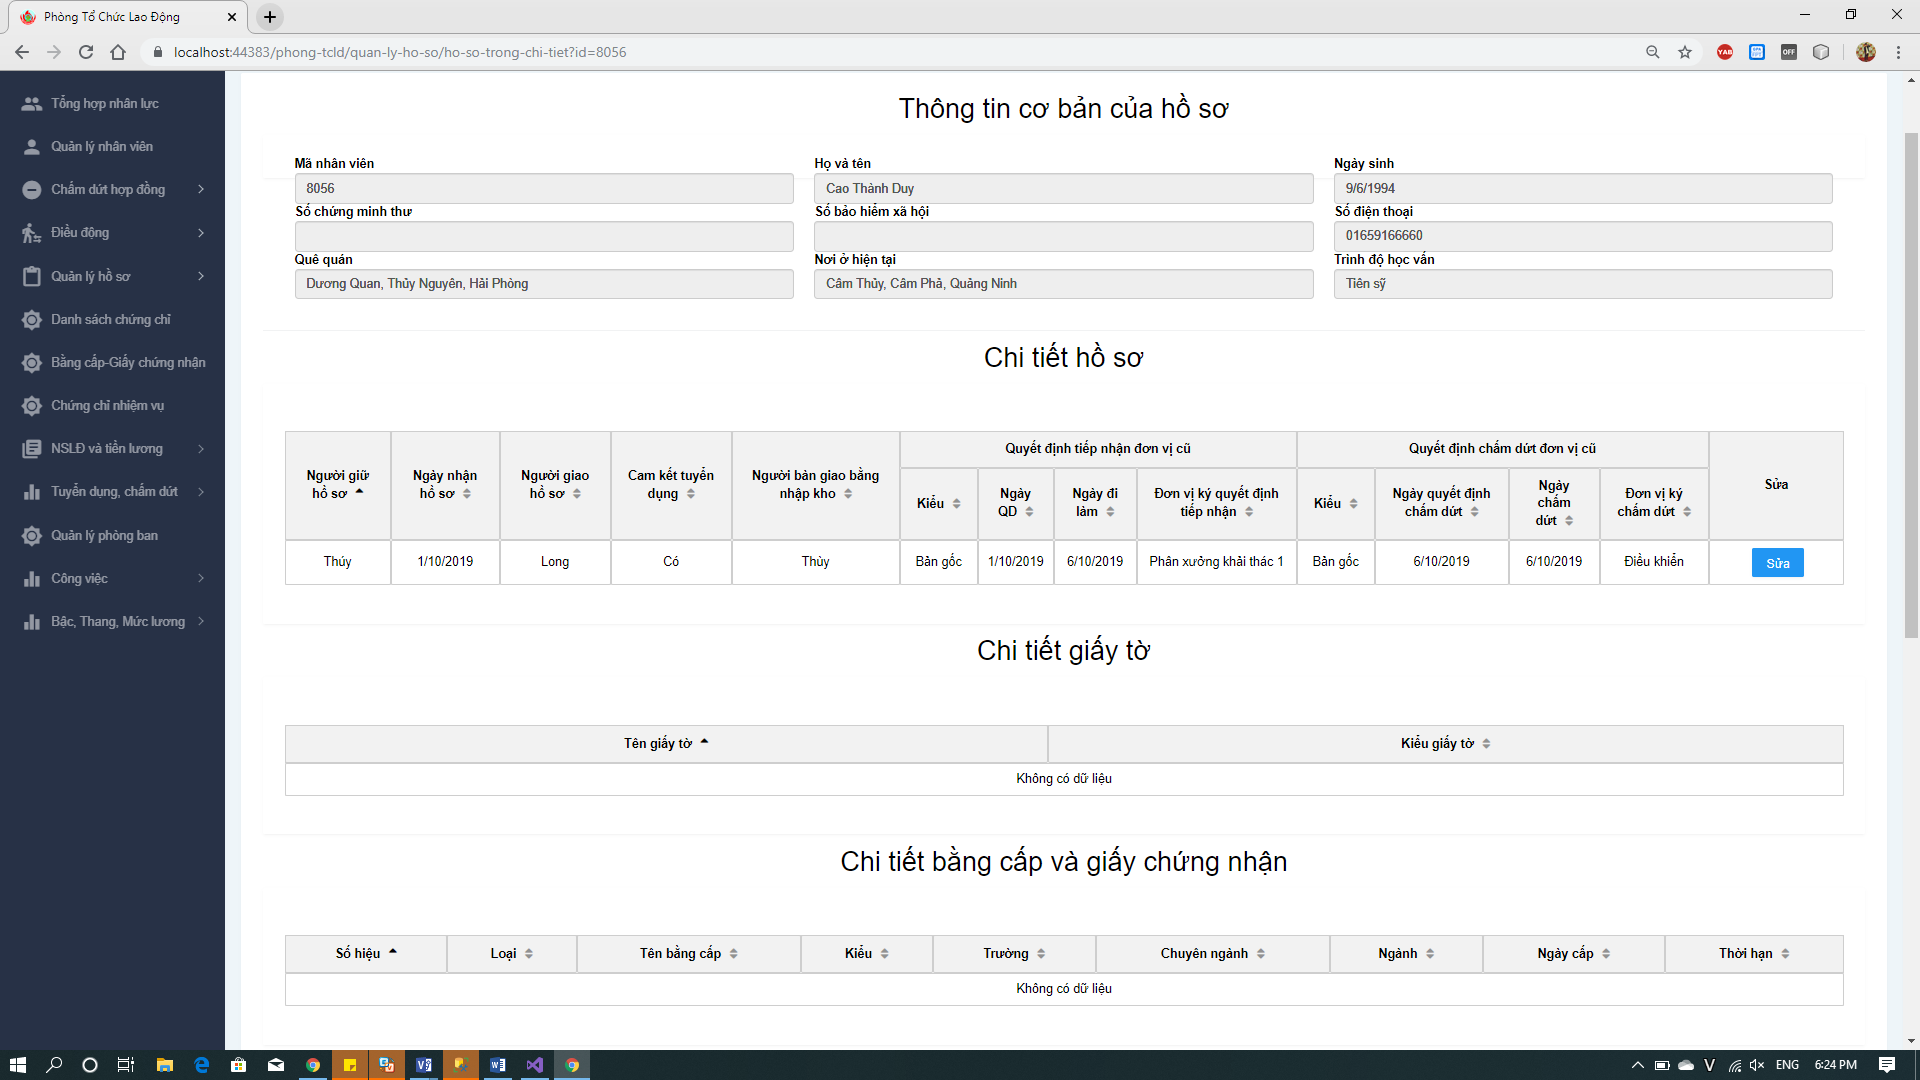 Phòng Tổ Chức Lao Động
localhost:44383/phong-tcld/quan-ly-ho-so/ho-so-trong-chi-tiet?id=8056
YAB
OFF
Tổng hợp nhân lực
Quản lý nhân viên
Chấm dứt hợp đồng
Điều động
Quản lý hồ sơ
Danh sách chứng chỉ
Bằng cấp-Giấy chứng nhận
Chứng chỉ nhiệm vụ
NSLĐ và tiền lương
Tuyển dụng, chấm dứt
Quản lý phòng ban
Công việc
Bậc, Thang, Mức lương
Thông tin cơ bản của hồ sơ
Mã nhân viên Họ và tên Ngày sinh
8056 Cao Thành Duy 9/6/1994
Số chứng minh thư Số bảo hiểm xã hội Số điện thoại
01659166660
Quê quán Nơi ở hiện tại Trình độ học vấn
Dương Quan, Thủy Nguyên, Hải Phòng Cẩm Thủy, Cẩm Phả, Quảng Ninh Tiến sỹ
Chi tiết hồ sơ
Quyết định tiếp nhận đơn vị cũ Quyết định chấm dứt đơn vị cũ
Người giữ hồ sơ Ngày nhận hồ sơ Người giao hồ sơ Cam kết tuyển dụng Người bàn giao bằng nhập kho Kiểu Ngày QD Ngày đi làm Đơn vị ký quyết định tiếp nhận Kiểu Ngày quyết định chấm dứt Ngày chấm dứt Đơn vị ký chấm dứt Sửa
Thúy 1/10/2019 Long Có Thùy Bản gốc 1/10/2019 6/10/2019 Phân xưởng khải thác 1 Bản gốc 6/10/2019 6/10/2019 Điều khiển Sửa
Chi tiết giấy tờ
Tên giấy tờ Kiểu giấy tờ
Không có dữ liệu
Chi tiết bằng cấp và giấy chứng nhận
Số hiệu Loại Tên bằng cấp Kiểu Trường Chuyên ngành Ngành Ngày cấp Thời hạn
Không có dữ liệu
V ENG 6:24 PM